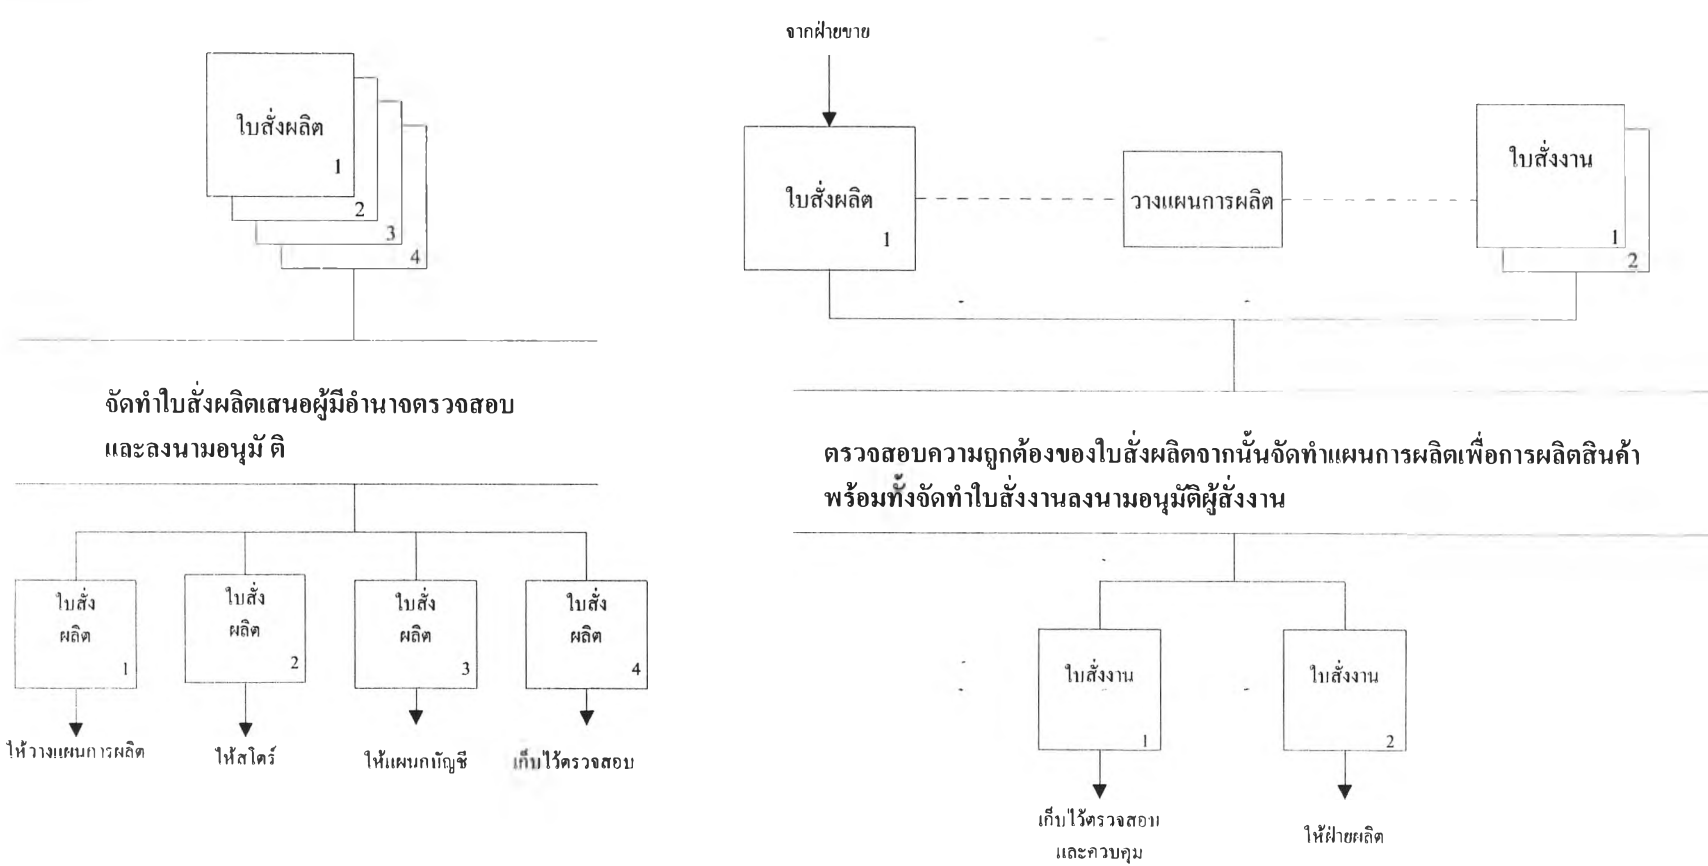 ใบสั่งผลิต
1
2
3
4
จัดทำใบสั่งผลิตเสนอผู้มีอำนาจตรวจสอบ
และลงนามอนุมัติ
ใบสั่ง
ผลิต
1
ให้วางแผนการผลิต
ใบสั่ง
ผลิต
2
ให้สโตร์
ใบสั่ง
ผลิต
3
ให้แผนกบัญชี
ใบสั่ง
ผลิต
4
เก็บไว้ตรวจสอบ
จากฝ่ายขาย
ใบสั่งผลิต
1
วางแผนการผลิต
ใบสั่งงาน
1
2
ตรวจสอบความถูกต้องของใบสั่งผลิตจากนั้นจัดทำแผนการผลิตเพื่อการผลิตสินค้า
พร้อมทั้งจัดทำใบสั่งงานลงนามอนุมัติผู้สั่งงาน
ใบสั่งงาน
1
เก็บไว้ตรวจสอบ
และควบคุม
ใบสั่งงาน
2
ให้ฝ่ายผลิต